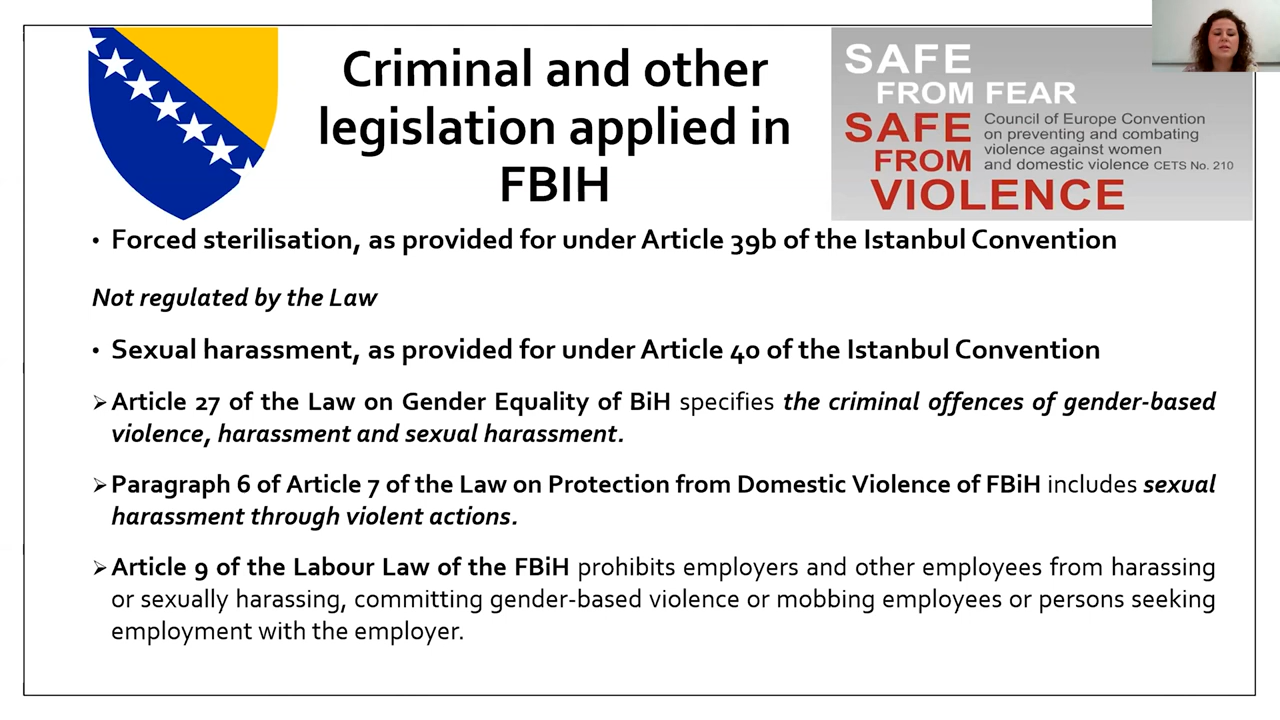 Criminal and other
legislation applied in
FBIH
SAFE
FROM FEAR
SAFE
FROM
VIOLENCE
Council of Europe Convention
on preventing and combating
violence against women
and domestic violence CETS No. 210
• Forced sterilisation, as provided for under Article 39b of the Istanbul Convention
Not regulated by the Law
• Sexual harassment, as provided for under Article 40 of the Istanbul Convention
➢ Article 27 of the Law on Gender Equality of BiH specifies the criminal offences of gender-based
violence, harassment and sexual harassment.
➢ Paragraph 6 of Article 7 of the Law on Protection from Domestic Violence of FBiH includes sexual
harassment through violent actions.
➢ Article 9 of the Labour Law of the FBiH prohibits employers and other employees from harassing
or sexually harassing, committing gender-based violence or mobbing employees or persons seeking
employment with the employer.